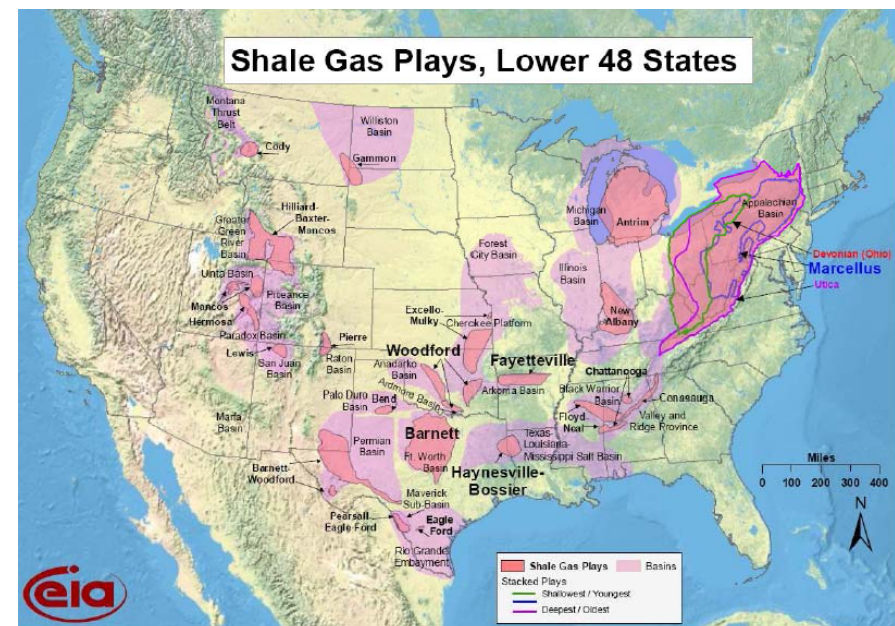 Shale Gas Plays, Lower 48 States
Montana
Thrust
Belt
Cody
Williston
Basin
Gammon
Hilliard-
Baxter-
Mancos
Greater
Green
River
Basin
Uinta Basin
Piceance
Basin
Mancos
Hermosa
Paradox Basin
Lewis
San Juan
Basin
Pierre
Raton
Basin
Marfa
Basin
Michigan
Basin
Antrim
Forest
City Basin
Illinois
Basin
New
Albany
Excello-
Mulky
Cherokee Platform
Woodford
Anadarko
Basin
Ardmore Basin
Palo Duro
Basin
Bend
Fayetteville
Arkoma Basin
Chattanooga
Black Warrior
Basin
Conasauga
Floyd-
Neal
Valley and
Ridge Province
Appalachian
Basin
Devonian (Ohio)
Marcellus
Utica
Permian
Basin
Barnett-
Woodford
Barnett
Ft. Worth
Basin
Texas-
Louisiana-
Mississippi Salt Basin
Haynesville-
Bossier
Maverick
Sub-Basin
Pearsall
Eagle Ford
Eagle
Ford
Rio Grande
Embayment
Miles
0 100 200 300 400
N
Shale Gas Plays
Basins
Stacked Plays
Shallowest / Youngest
Deepest / Oldest
eia